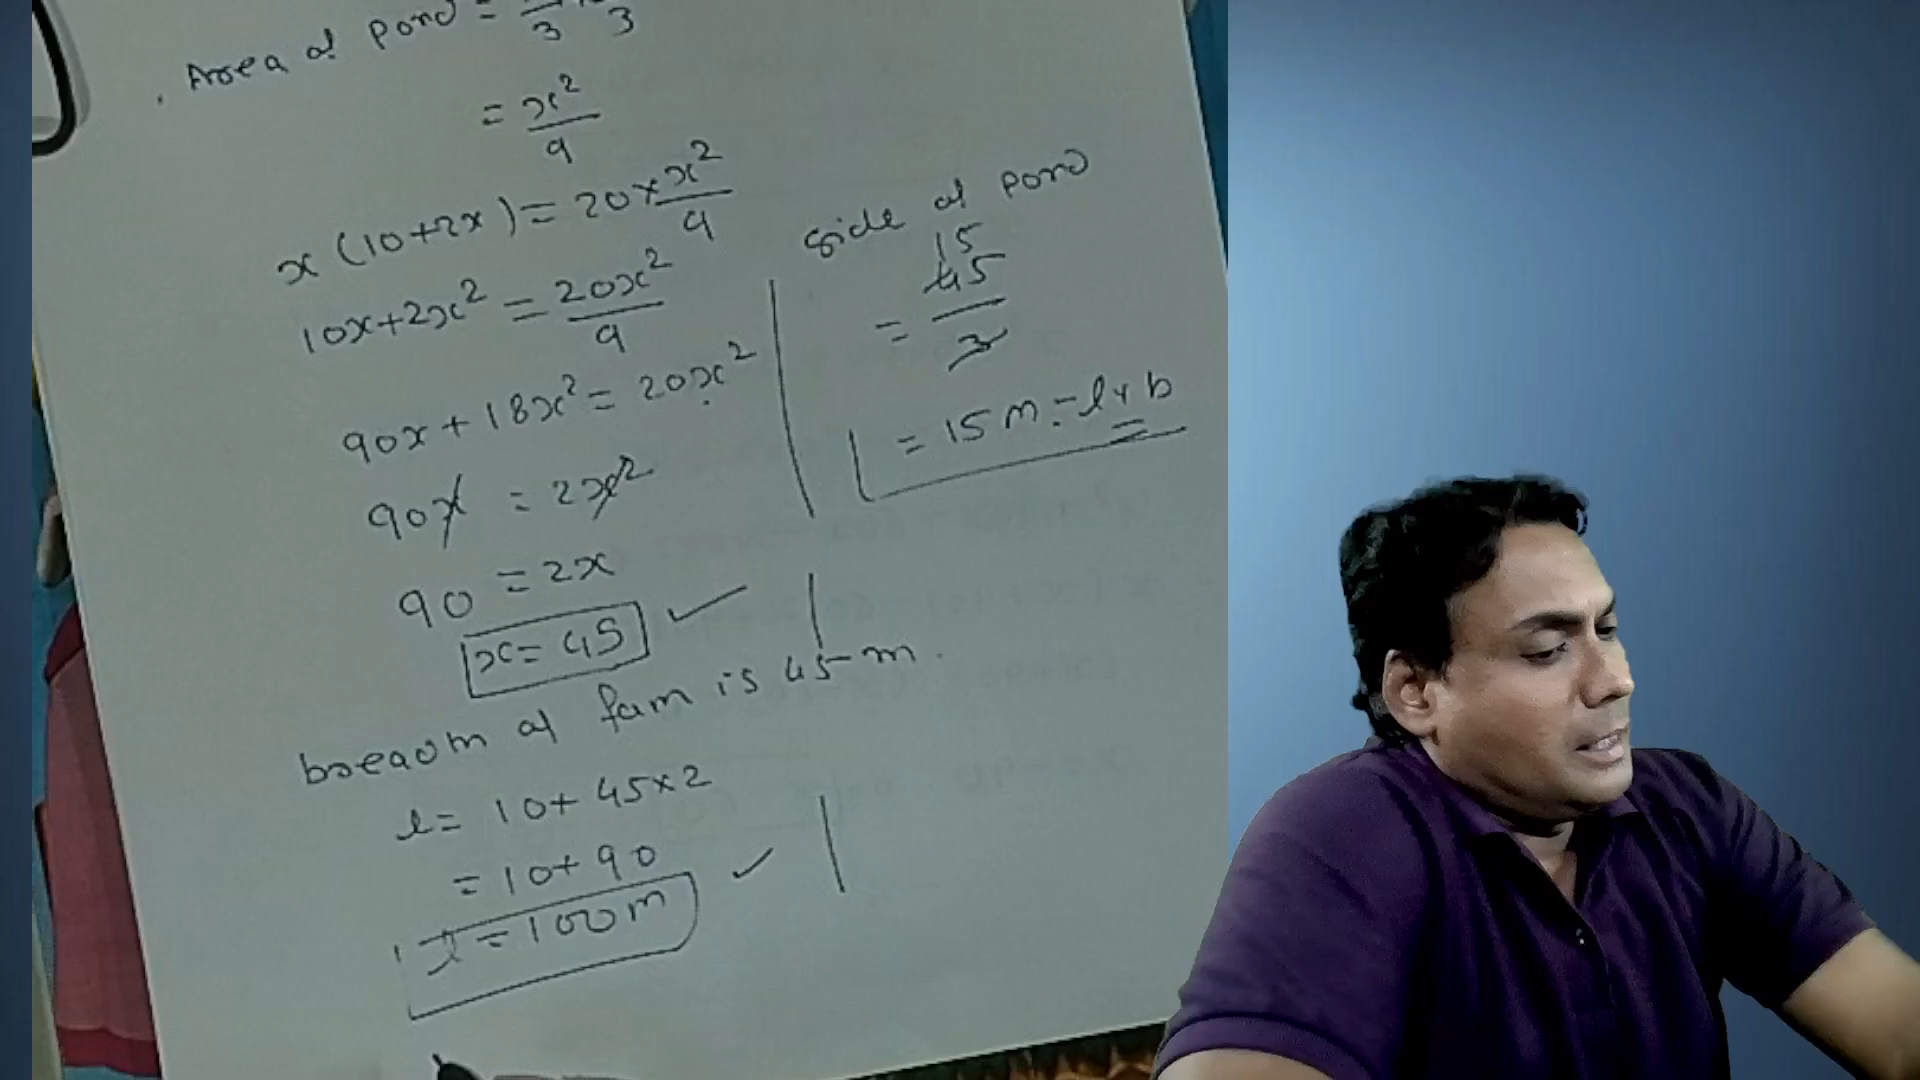 Area of pond = 3 3
= x²/9
x (10+2x) = 20 × x²/9
10x+2x² = 20x²/9
90x + 18x² = 20x²
90x = 2x²
90 = 2x
x = 45
breadth of farm is 45 m.
l = 10+ 45×2
= 10+ 90
l = 100m
side of pond
15
= 45/3
= 15 m = l × b